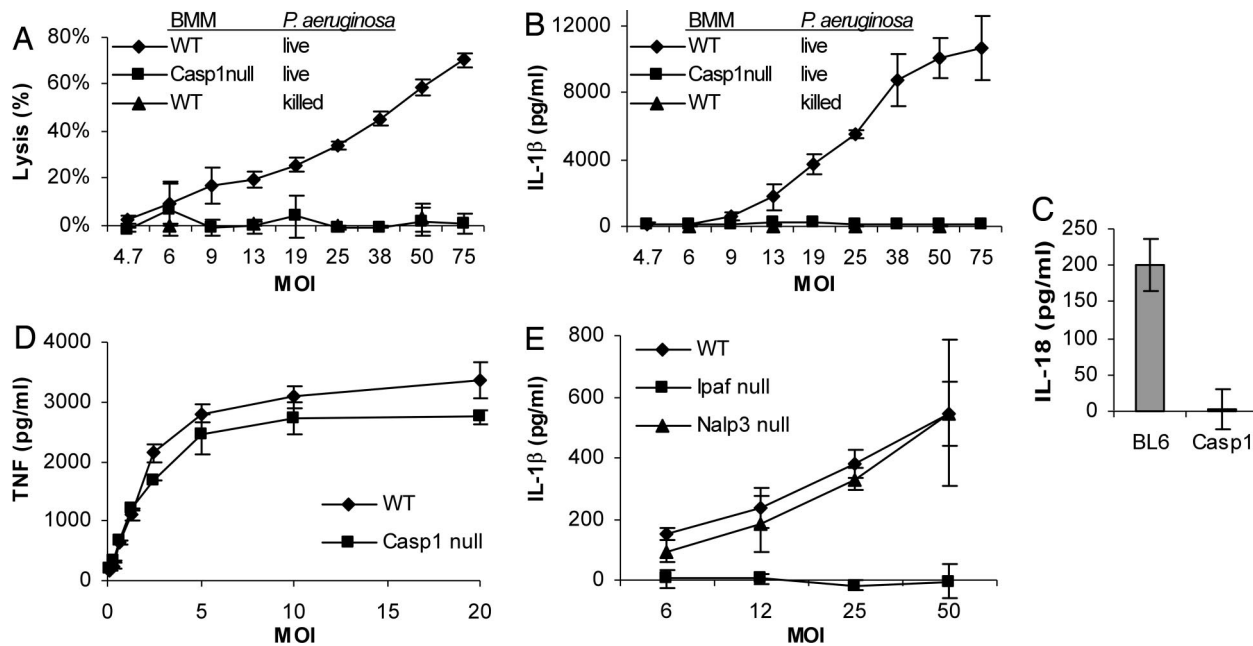 A
BMM P. aeruginosa
WT live
Casp1null live
WT killed
80%
60%
40%
20%
0%
Lysis (%)
4.7 6 9 13 19 25 38 50 75
MOI
B
BMM P. aeruginosa
WT live
Casp1null live
WT killed
12000
8000
4000
0
IL-1β (pg/ml)
4.7 6 9 13 19 25 38 50 75
MOI
C
250
200
150
100
50
0
IL-18 (pg/ml)
BL6 Casp1
D
4000
3000
2000
1000
0
TNF (pg/ml)
WT
Casp1 null
0 5 10 15 20
MOI
E
WT
Ipaf null
Nalp3 null
800
600
400
200
0
IL-1β (pg/ml)
6 12 25 50
MOI